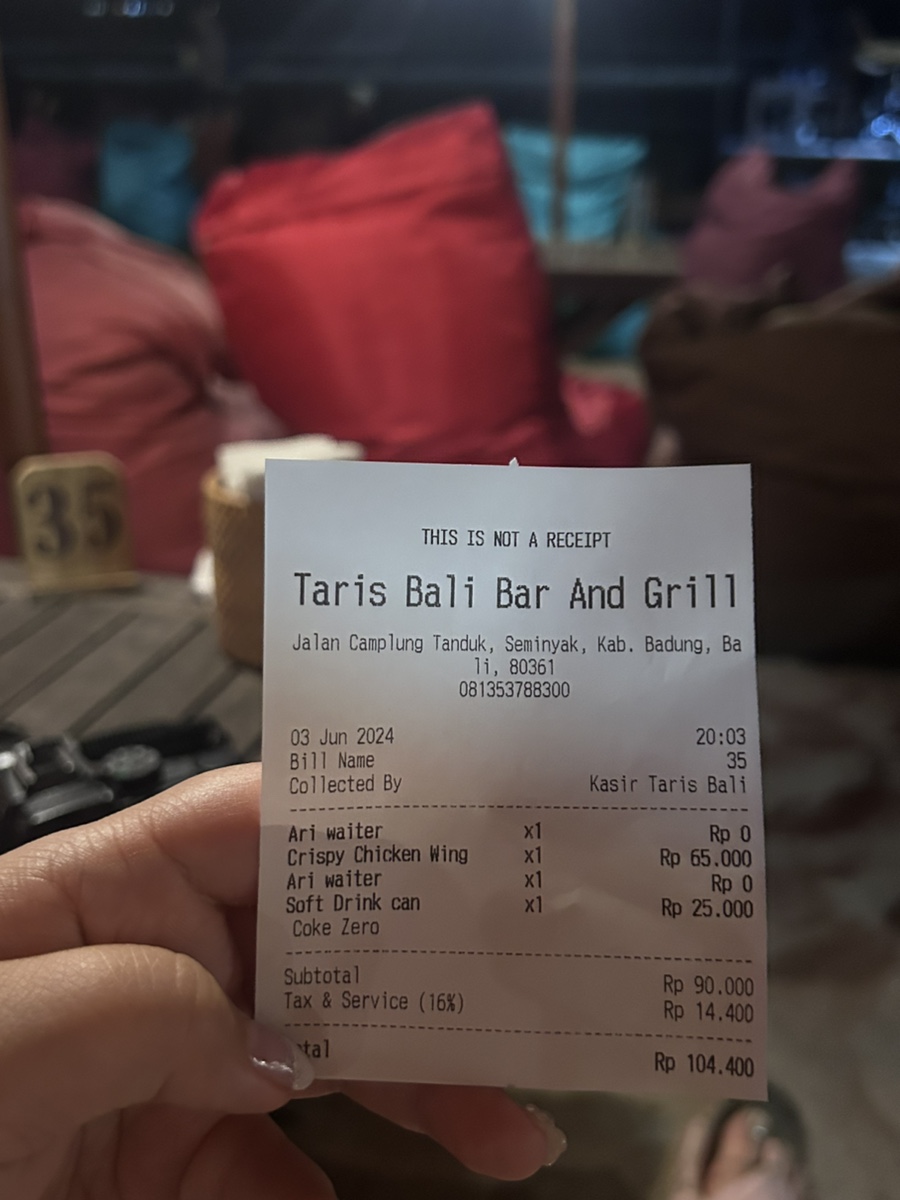 35
THIS IS NOT A RECEIPT
Taris Bali Bar And Grill
Jalan Camplung Tanduk, Seminyak, Kab. Badung, Ba
li, 80361
081353788300
03 Jun 2024 20:03
Bill Name 35
Collected By Kasir Taris Bali
Ari waiter x1 Rp 0
Crispy Chicken Wing x1 Rp 65.000
Ari waiter x1 Rp 0
Soft Drink can x1 Rp 25.000
Coke Zero
Subtotal Rp 90.000
Tax & Service (16%) Rp 14.400
tal Rp 104.400